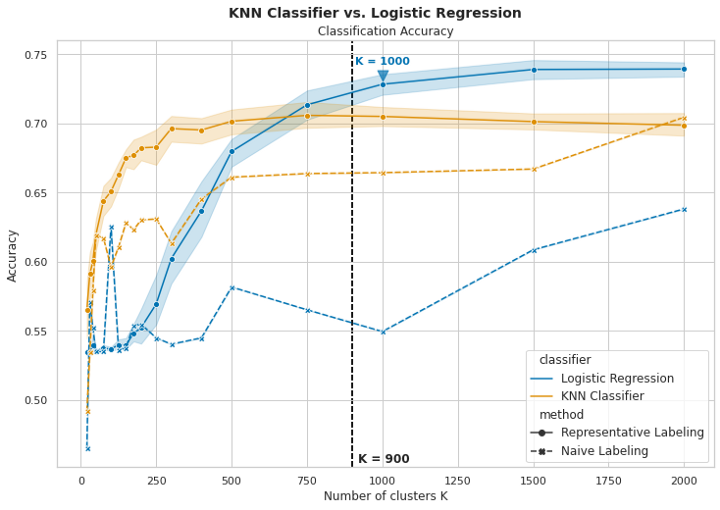 KNN Classifier vs. Logistic Regression
Classification Accuracy
K = 1000
0.75
0.70
0.65
0.60
0.55
0.50
Accuracy
classifier
Logistic Regression
KNN Classifier
method
Representative Labeling
Naive Labeling
K = 900
0 250 500 750 1000 1250 1500 1750 2000
Number of clusters K